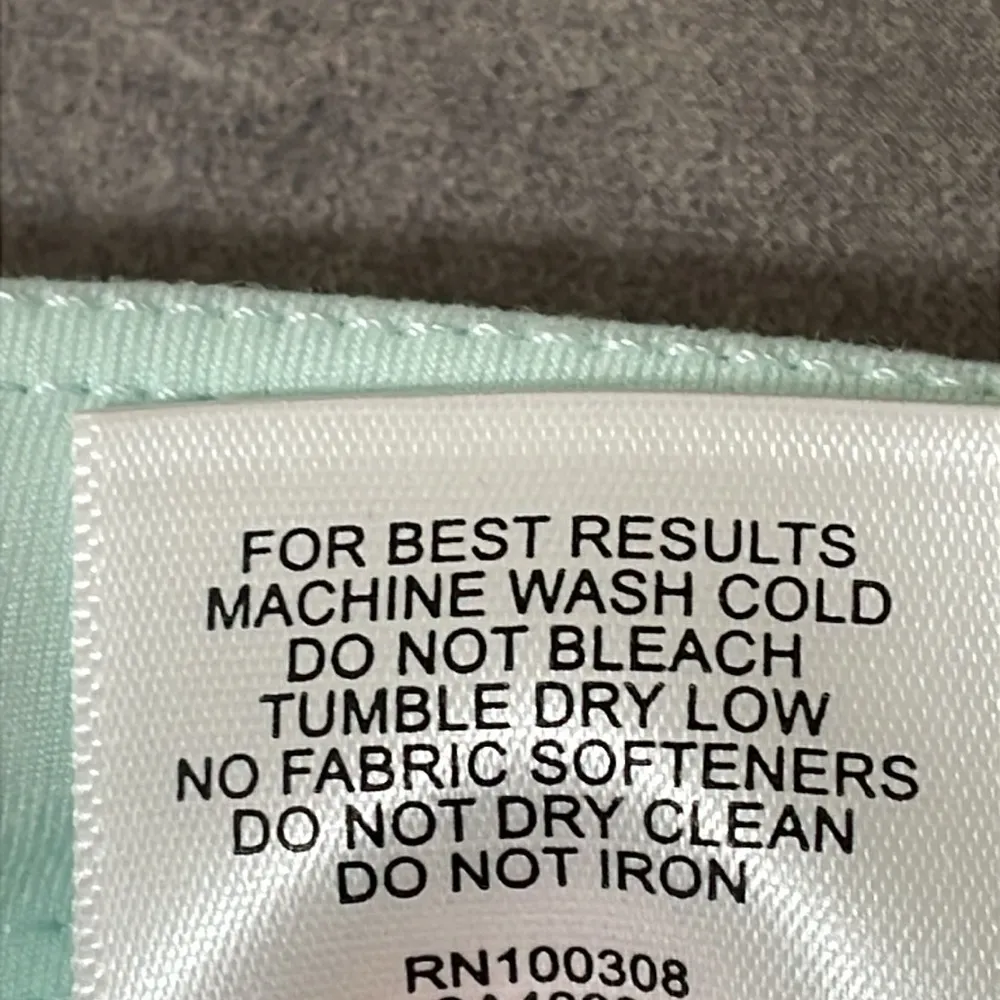 FOR BEST RESULTS
MACHINE WASH COLD
DO NOT BLEACH
TUMBLE DRY LOW
NO FABRIC SOFTENERS
DO NOT DRY CLEAN
DO NOT IRON
RN100308